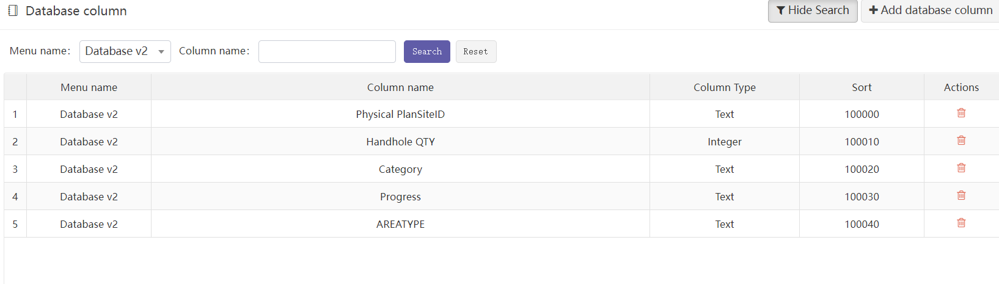 Database column
Hide Search
Add database column
Menu name: Database v2 Column name: Search Reset
Menu name Column name Column Type Sort Actions
1 Database v2 Physical PlanSiteID Text 100000
2 Database v2 Handhole QTY Integer 100010
3 Database v2 Category Text 100020
4 Database v2 Progress Text 100030
5 Database v2 AREATYPE Text 100040